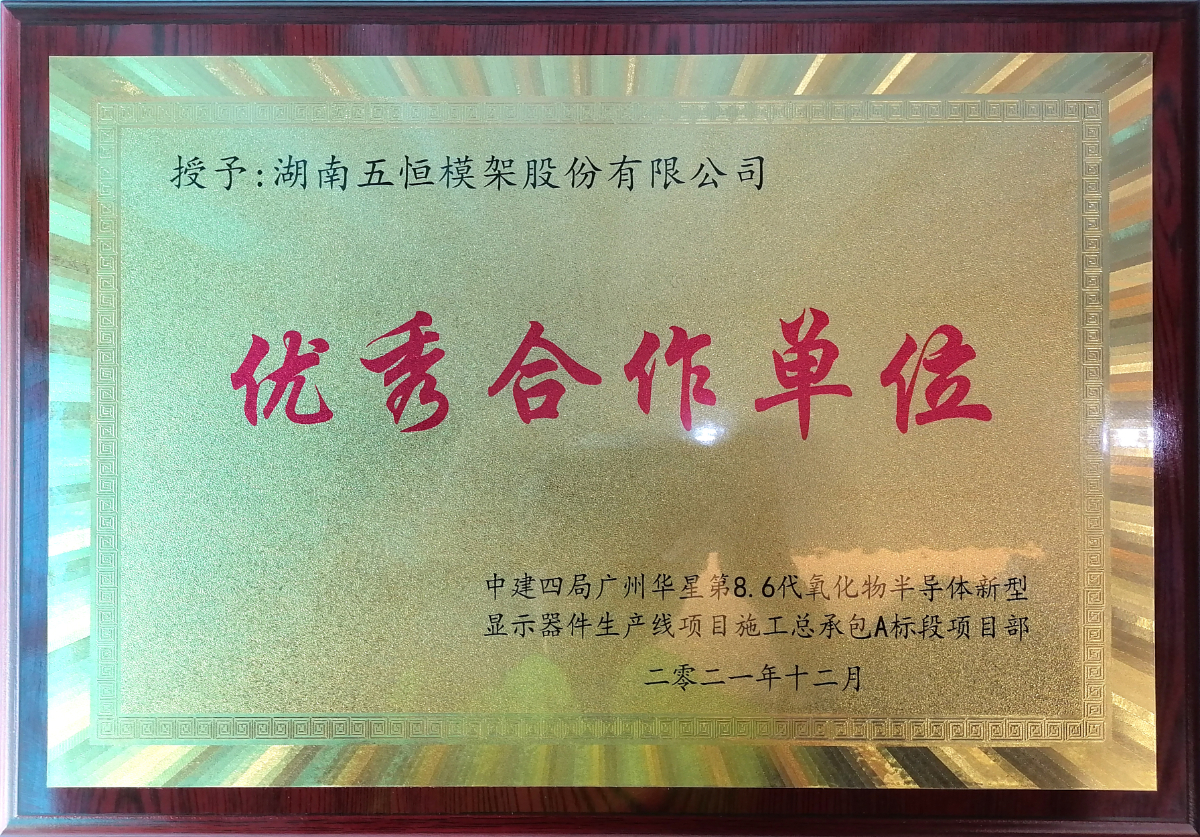 授予:湖南五恒模架股份有限公司
优秀合作单位
中建四局广州华星第8.6代氧化物半导体新型
显示器件生产线项目施工总承包A标段项目部
二零二一年十二月